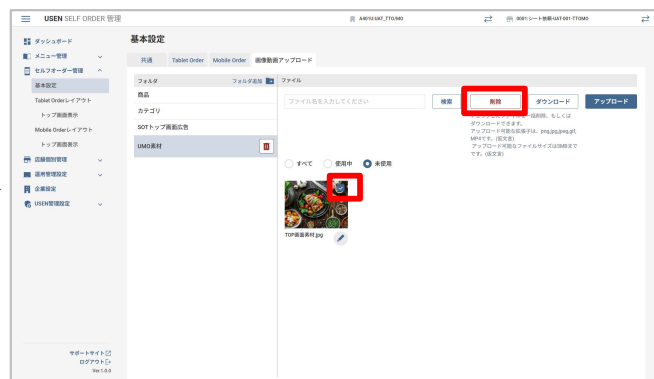 USEN SELF ORDER 管理
A4010:UAT_TTO/MO
0001:シート依頼-UAT-001-TTOMO
ダッシュボード
メニュー管理
セルフオーダー管理
基本設定
Tablet Orderレイアウト
トップ画面表示
Mobile Orderレイアウト
トップ画面表示
店舗個別管理
運用管理設定
企業設定
USEN管理設定
サポートサイト
ログアウト
Ver.1.0.0
基本設定
共通 Tablet Order Mobile Order 画像動画アップロード
フォルダ フォルダ追加
商品
カテゴリ
SOTトップ画面広告
UMO素材
ファイル
ファイル名を入力してください 検索 削除 ダウンロード アップロード
ダウンロードできます。
アップロード可能な拡張子は、png,jpg,jpeg,gif,
MP4です。(仮文言)
アップロード可能なファイルサイズは5MBまで
です。(仮文言)
すべて 使用中 未使用
TOP画面素材.jpg